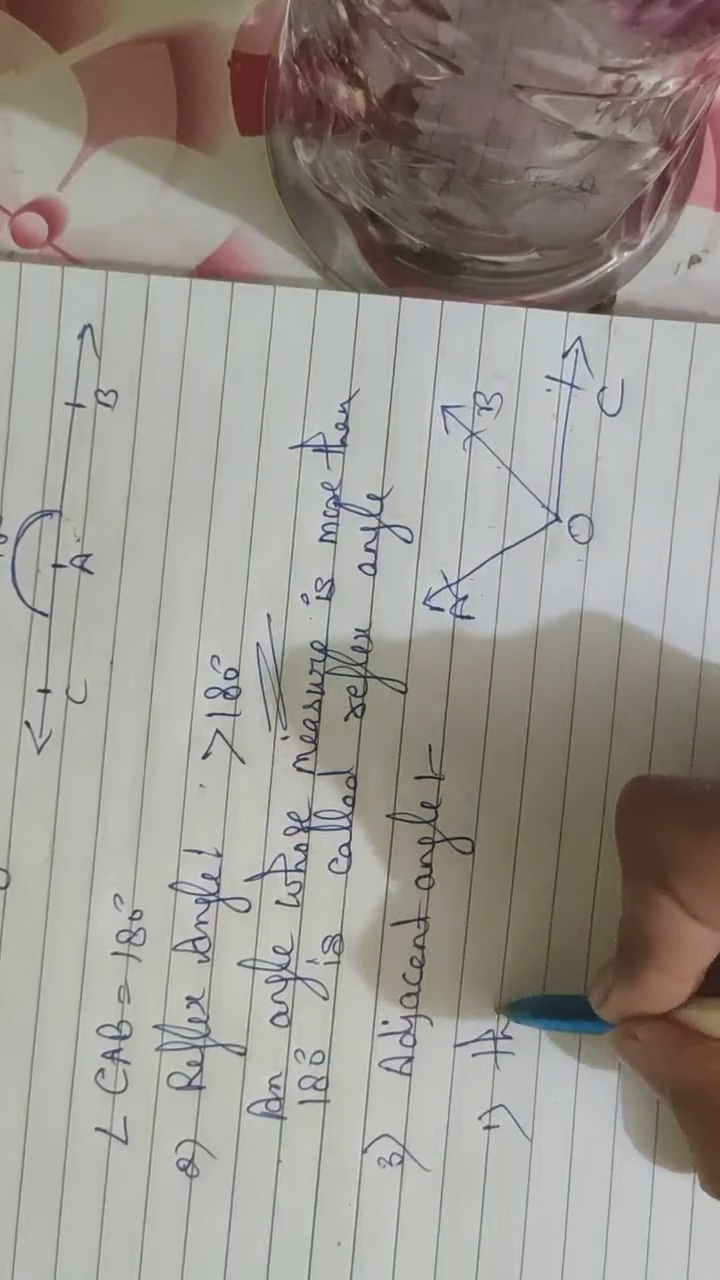 C A B
∠ CAB = 180°
2) Reflex Angle :- > 180°
An angle whose measure is more then
180° is called reflex angle
3) Adjacent angle :-
1) Th
A B
O C